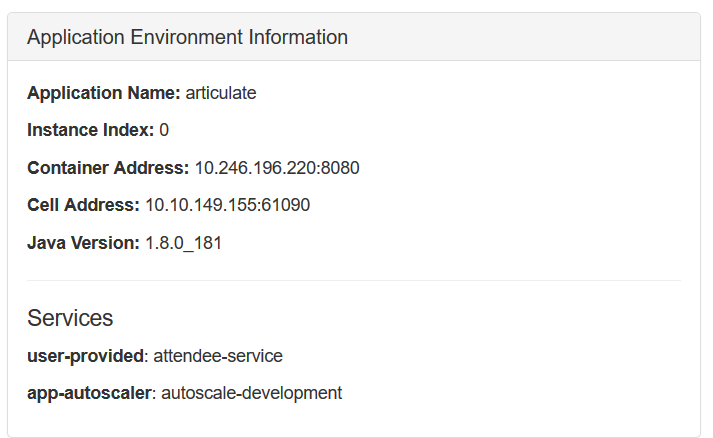 Application Environment Information
Application Name: articulate
Instance Index: 0
Container Address: 10.246.196.220:8080
Cell Address: 10.10.149.155:61090
Java Version: 1.8.0_181
Services
user-provided: attendee-service
app-autoscaler: autoscale-development